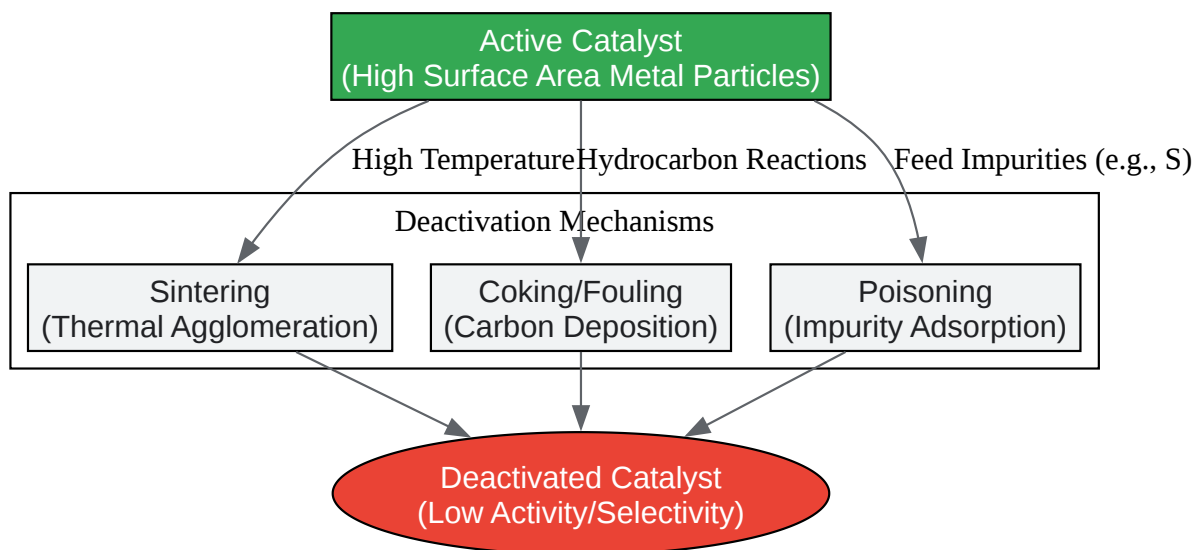 Active Catalyst
(High Surface Area Metal Particles)
High Temperature
Hydrocarbon Reactions
Feed Impurities (e.g., S)
Deactivation Mechanisms
Sintering
(Thermal Agglomeration)
Coking/Fouling
(Carbon Deposition)
Poisoning
(Impurity Adsorption)
Deactivated Catalyst
(Low Activity/Selectivity)